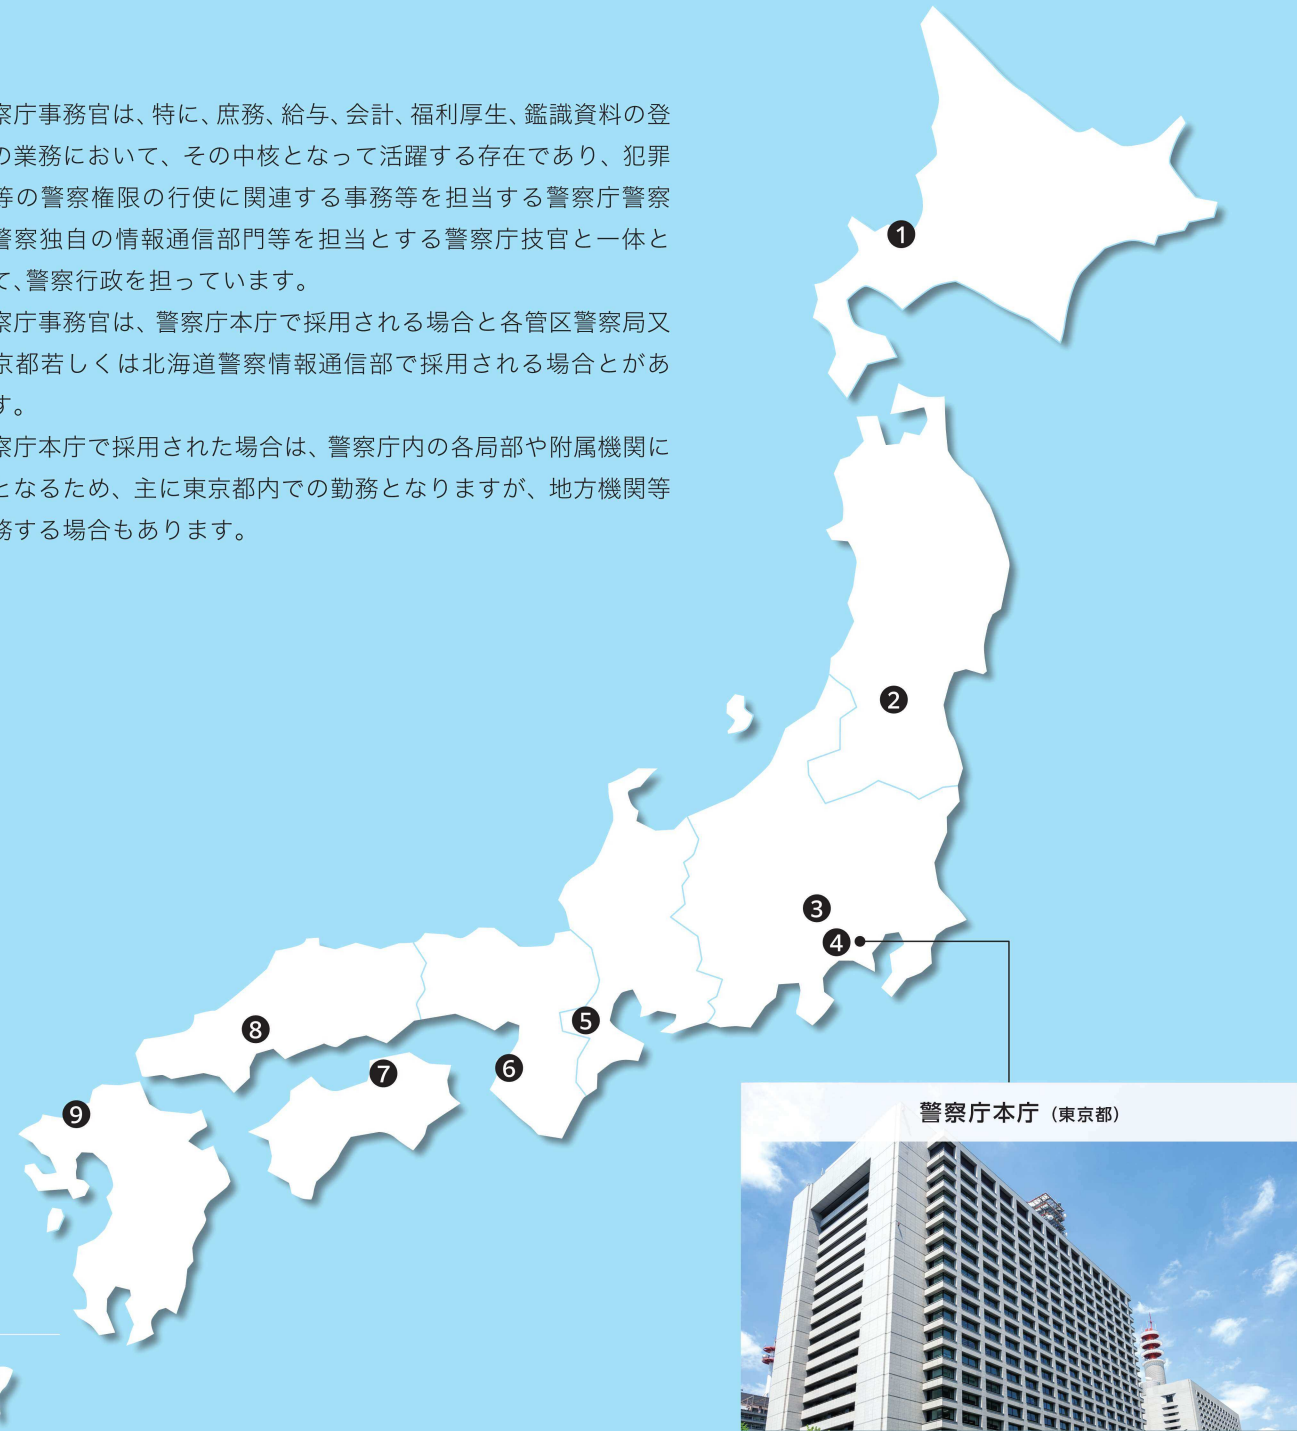 察庁事務官は、特に、庶務、給与、会計、福利厚生、鑑識資料の登
の業務において、その中核となって活躍する存在であり、犯罪
等の警察権限の行使に関連する事務等を担当する警察庁警察
警察独自の情報通信部門等を担当とする警察庁技官と一体と
て、警察行政を担っています。
察庁事務官は、警察庁本庁で採用される場合と各管区警察局又
京都若しくは北海道警察情報通信部で採用される場合とがあ
す。
察庁本庁で採用された場合は、警察庁内の各局部や附属機関に
となるため、主に東京都内での勤務となりますが、地方機関等
務する場合もあります。
❶
❷
❸
❹
❺
❻
❼
❽
❾
警察庁本庁（東京都）